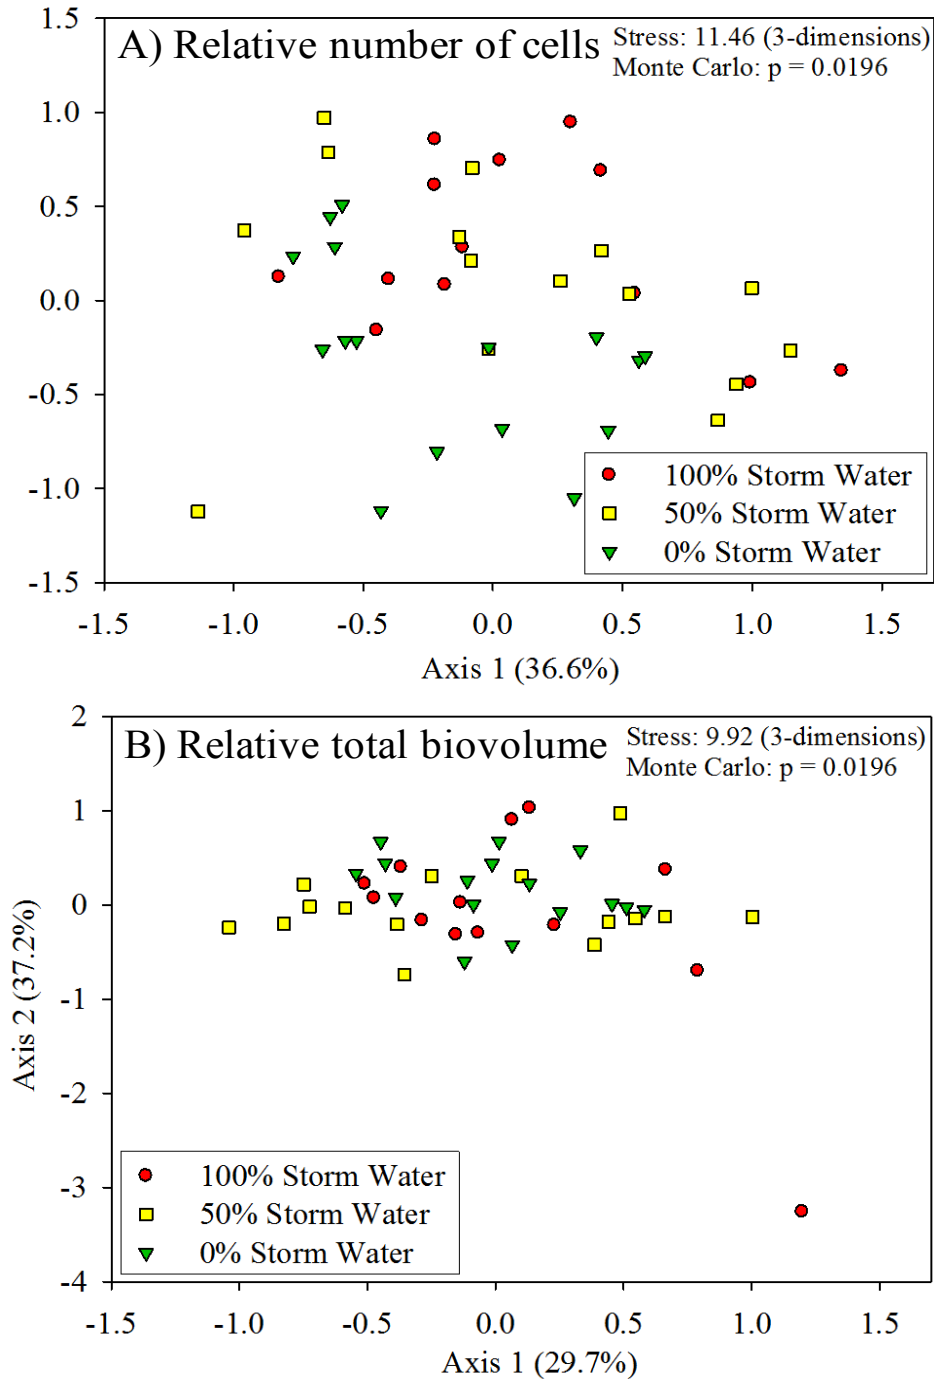 A) Relative number of cells
Stress: 11.46 (3-dimensions)
Monte Carlo: p = 0.0196
1.5
1.0
0.5
0.0
-0.5
-1.0
-1.5
100% Storm Water
50% Storm Water
0% Storm Water
-1.5 -1.0 -0.5 0.0 0.5 1.0 1.5
Axis 1 (36.6%)
B) Relative total biovolume
Stress: 9.92 (3-dimensions)
Monte Carlo: p = 0.0196
2
1
0
-1
-2
-3
-4
Axis 2 (37.2%)
100% Storm Water
50% Storm Water
0% Storm Water
-1.5 -1.0 -0.5 0.0 0.5 1.0 1.5
Axis 1 (29.7%)